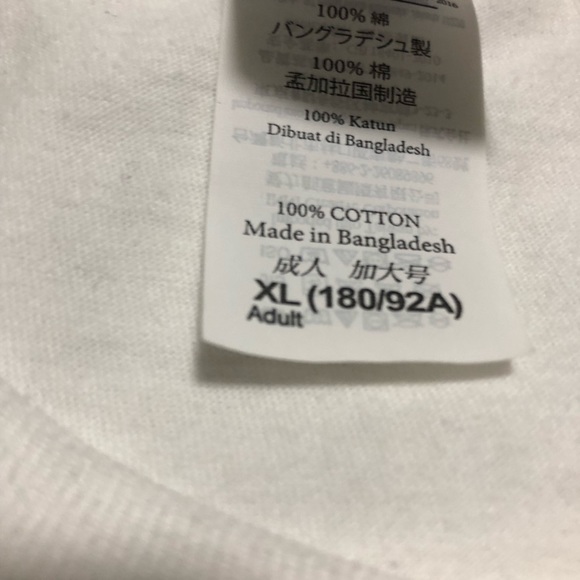 2016
100% 綿
バングラデシュ製
100% 棉
孟加拉国制造
100% Katun
Dibuat di Bangladesh
100% COTTON
Made in Bangladesh
成人 加大号
XL (180/92A)
Adult